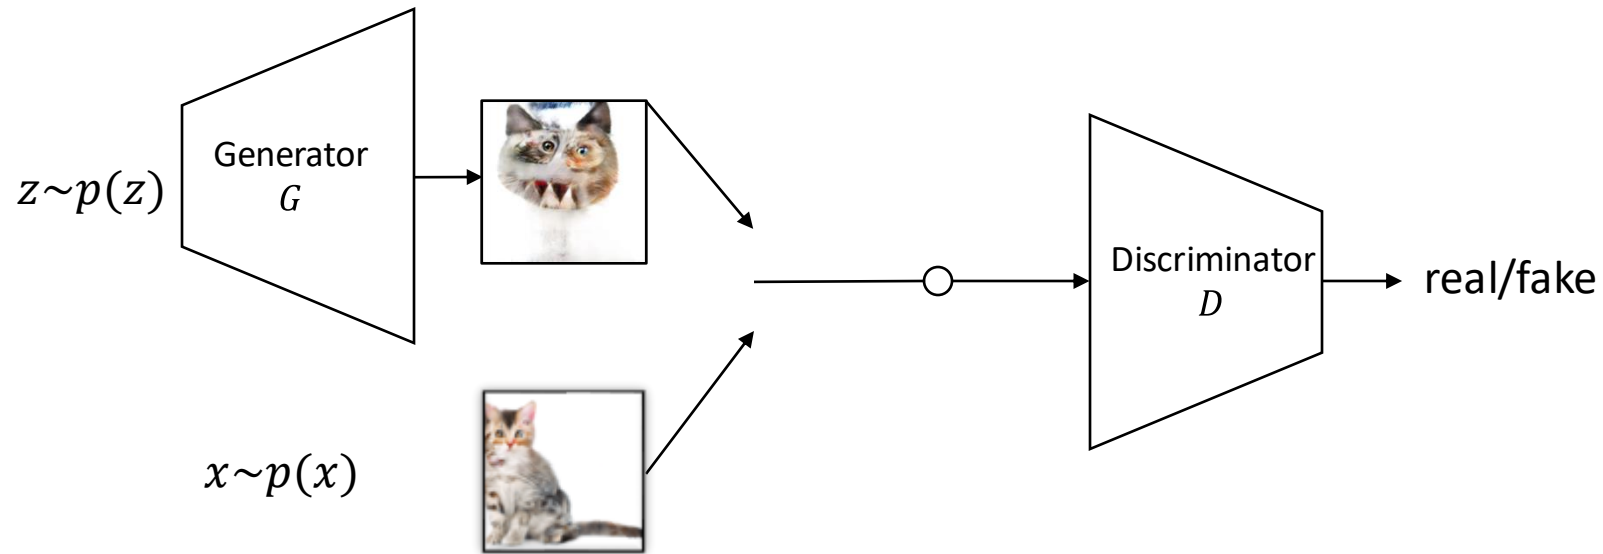 Generator
G
z~p(z)
Discriminator
D
real/fake
x~p(x)